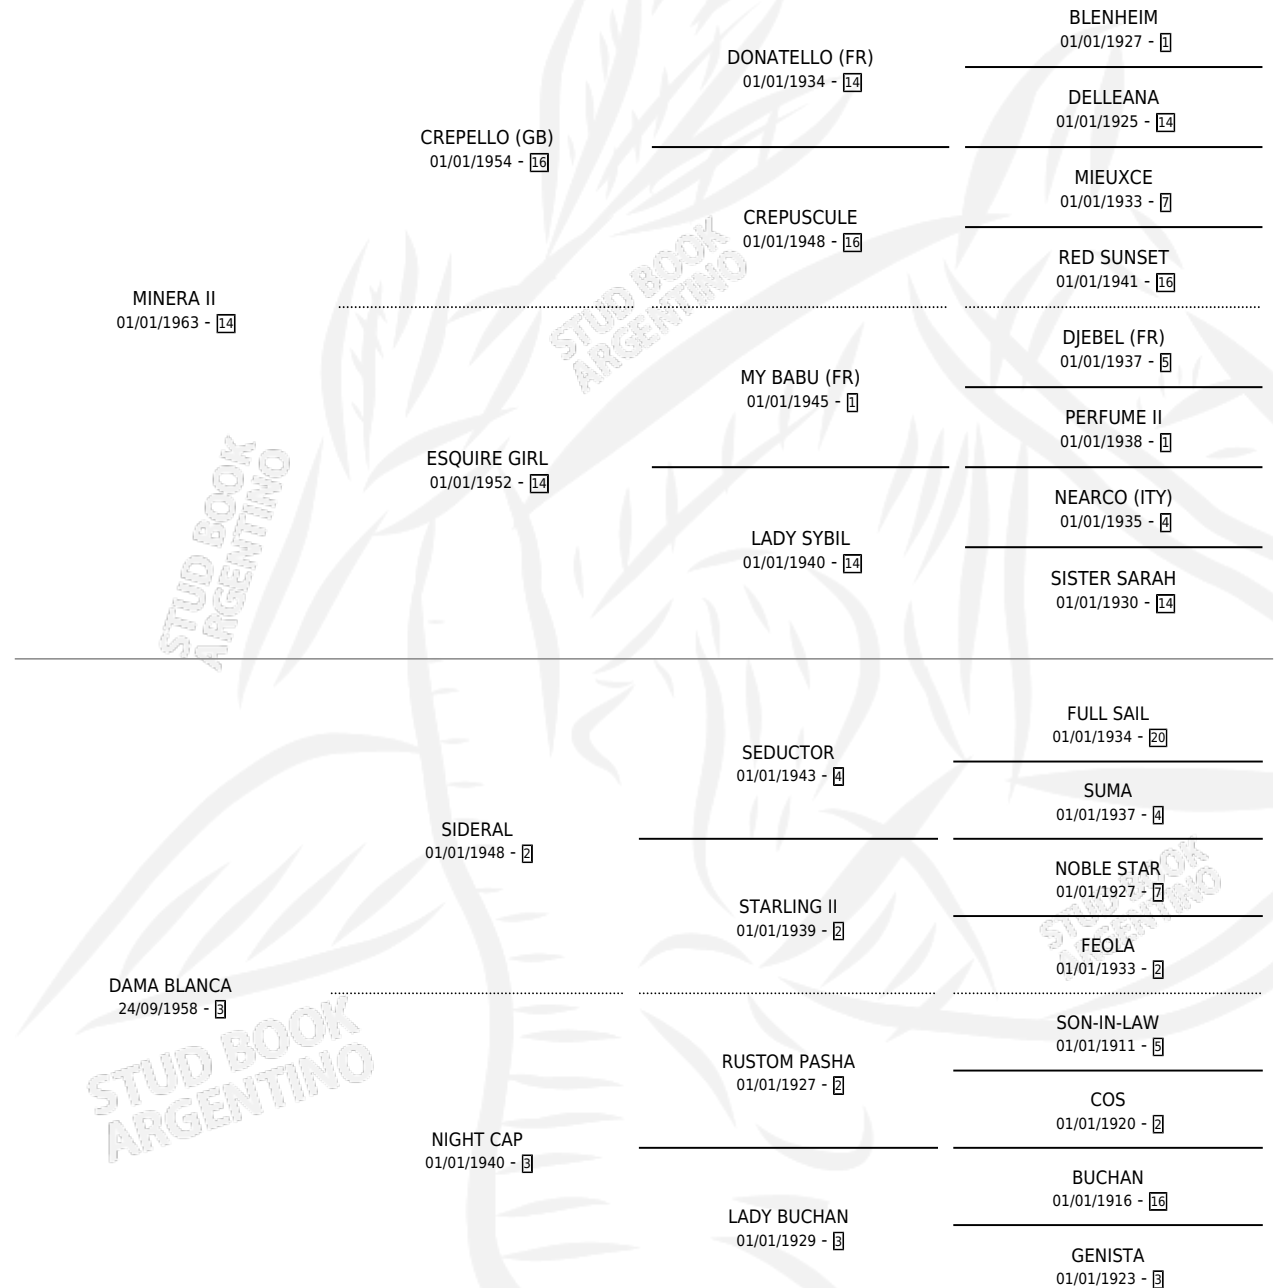 BLENHEIM
01/01/1927 - 1
DONATELLO (FR)
01/01/1934 - 14
DELLEANA
01/01/1925 - 14
CREPELLO (GB)
01/01/1954 - 16
MIEUXCE
01/01/1933 - 7
CREPUSCULE
01/01/1948 - 16
RED SUNSET
01/01/1941 - 16
MINERA II
01/01/1963 - 14
DJEBEL (FR)
01/01/1937 - 5
MY BABU (FR)
01/01/1945 - 1
PERFUME II
01/01/1938 - 1
ESQUIRE GIRL
01/01/1952 - 14
NEARCO (ITY)
01/01/1935 - 4
LADY SYBIL
01/01/1940 - 14
SISTER SARAH
01/01/1930 - 14
STUD BOOK
ARGENTINO
STUD BOOK
ARGENTINO
FULL SAIL
01/01/1934 - 20
SEDUCTOR
01/01/1943 - 4
SUMA
01/01/1937 - 4
SIDERAL
01/01/1948 - 2
NOBLE STAR
01/01/1927 - 7
STARLING II
01/01/1939 - 2
FEOLA
01/01/1933 - 2
STUD BOOK
ARGENTINO
DAMA BLANCA
24/09/1958 - 3
SON-IN-LAW
01/01/1911 - 5
RUSTOM PASHA
01/01/1927 - 2
COS
01/01/1920 - 2
STUD BOOK
ARGENTINO
NIGHT CAP
01/01/1940 - 3
BUCHAN
01/01/1916 - 16
LADY BUCHAN
01/01/1929 - 3
GENISTA
01/01/1923 - 3